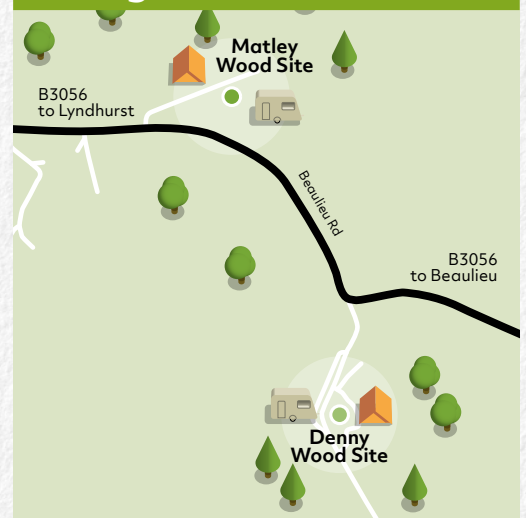 Matley
Wood Site
B3056
to Lyndhurst
Beaulieu Rd
B3056
to Beaulieu
Denny
Wood Site